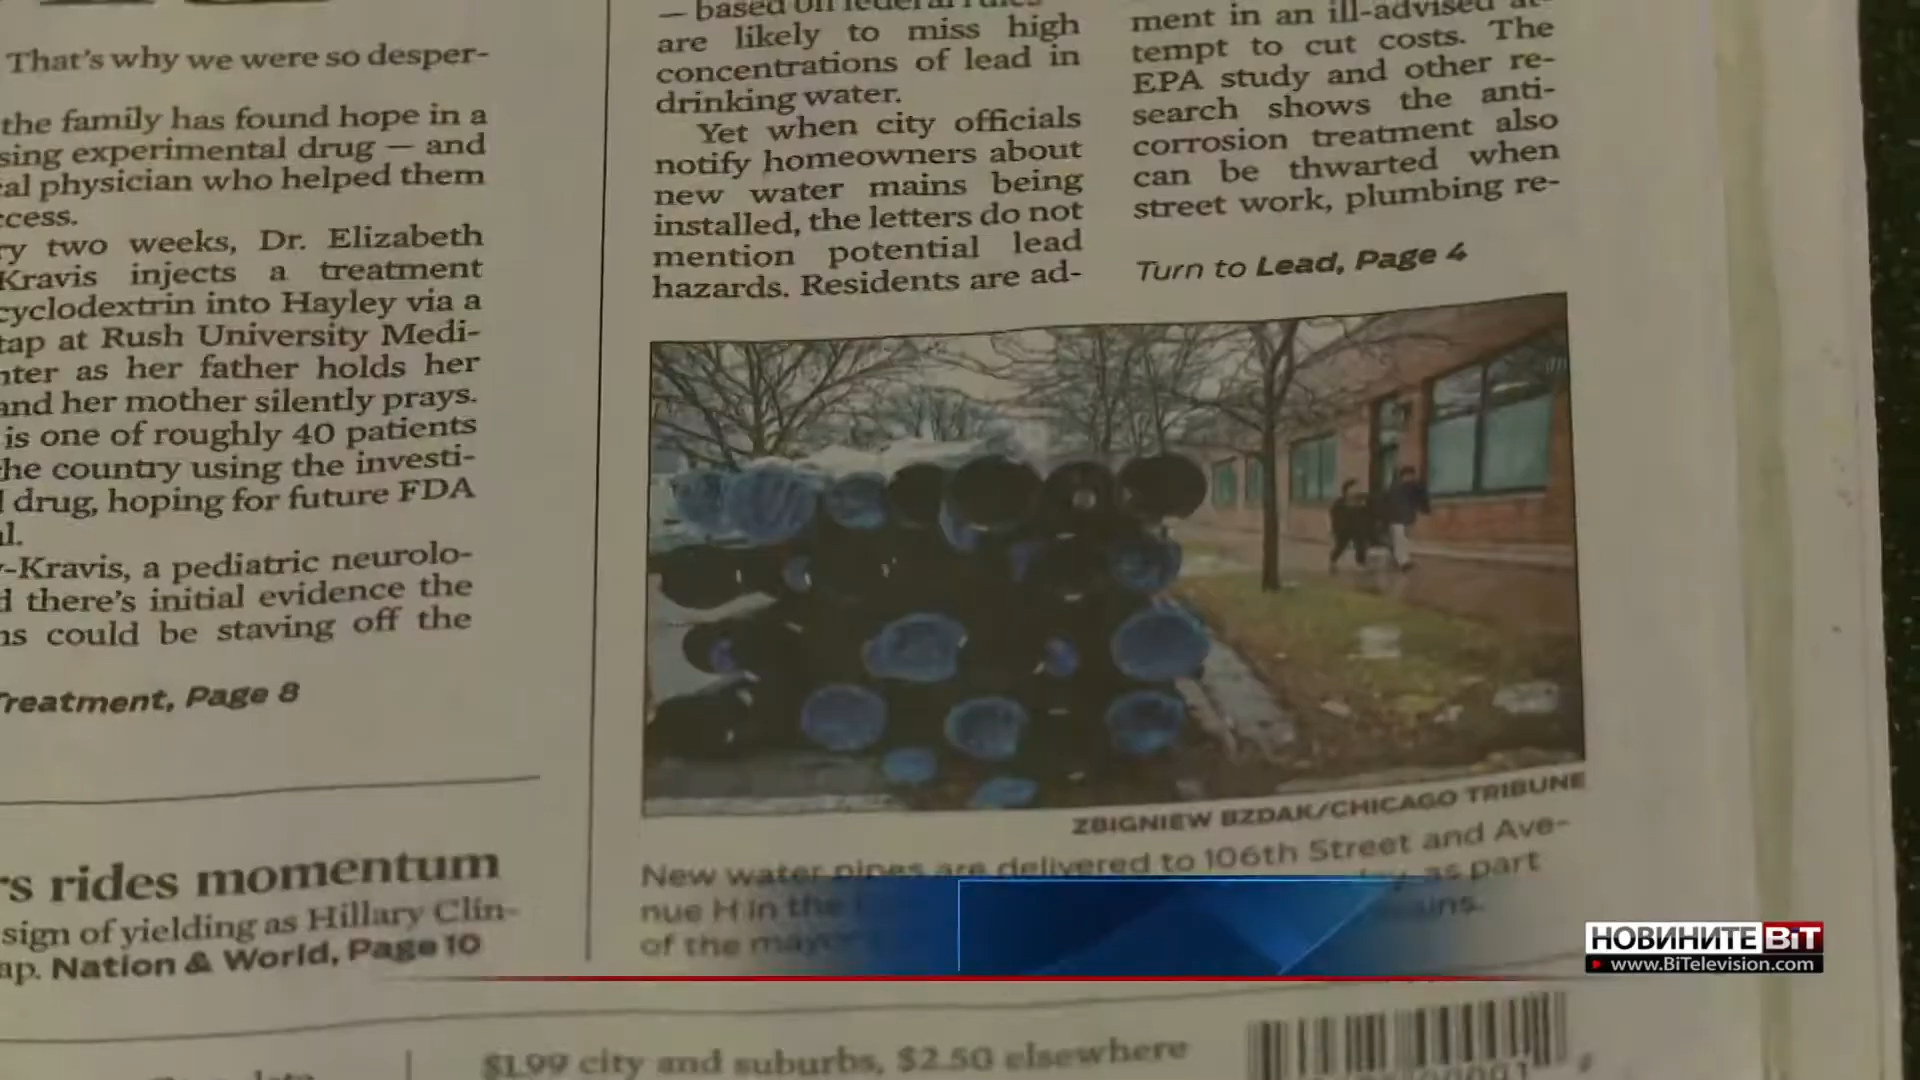 That's why we were so desper-
the family has found hope in a
sing experimental drug — and
al physician who helped them
ccess.
ry two weeks, Dr. Elizabeth
Kravis injects a treatment
cyclodextrin into Hayley via a
tap at Rush University Medi-
nter as her father holds her
and her mother silently prays.
is one of roughly 40 patients
he country using the investi-
l drug, hoping for future FDA
al.
y-Kravis, a pediatric neurolo-
d there's initial evidence the
ns could be staving off the
Treatment, Page 8
rs rides momentum
sign of yielding as Hillary Clin-
ap. Nation & World, Page 10
— based on federal rules —
are likely to miss high
concentrations of lead in
drinking water.
Yet when city officials
notify homeowners about
new water mains being
installed, the letters do not
mention potential lead
hazards. Residents are ad-
ment in an ill-advised at-
tempt to cut costs. The
EPA study and other re-
search shows the anti-
corrosion treatment also
can be thwarted when
street work, plumbing re-
Turn to Lead, Page 4
ZBIGNIEW BZDAK/CHICAGO TRIBUNE
New water pipes are delivered to 106th Street and Ave-
nue H in the
as part
of the
$1.99 city and suburbs, $2.50 elsewhere
НОВИНИТЕ BiT
www.BiTelevision.com